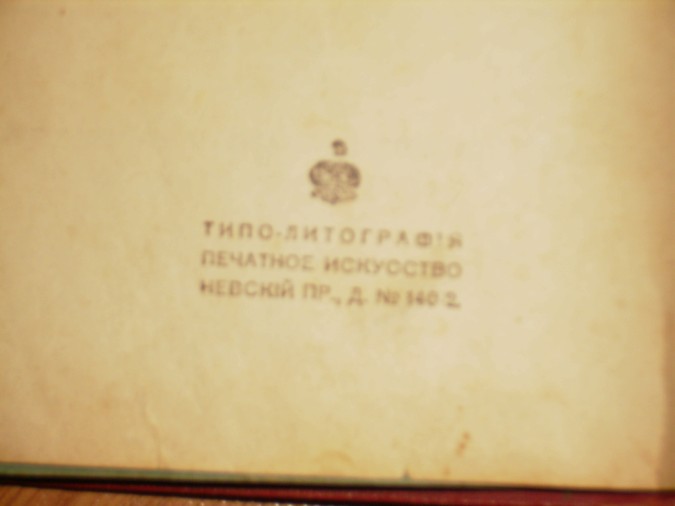 ТИПО-ЛИТОГРАФІЯ
ПЕЧАТНОЕ ИСКУССТВО
НЕВСКІЙ ПР., Д. № 140-2.